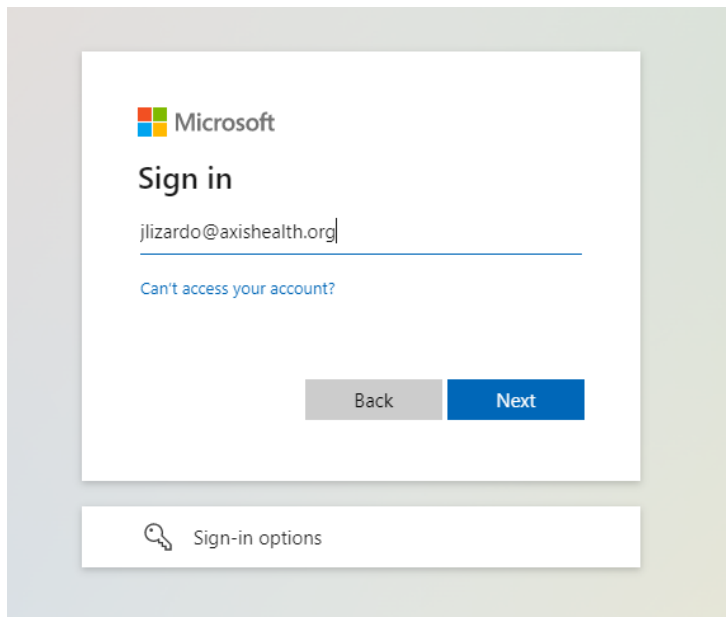 Microsoft
Sign in
jlizardo@axishealth.org
Can't access your account?
Back
Next
Sign-in options